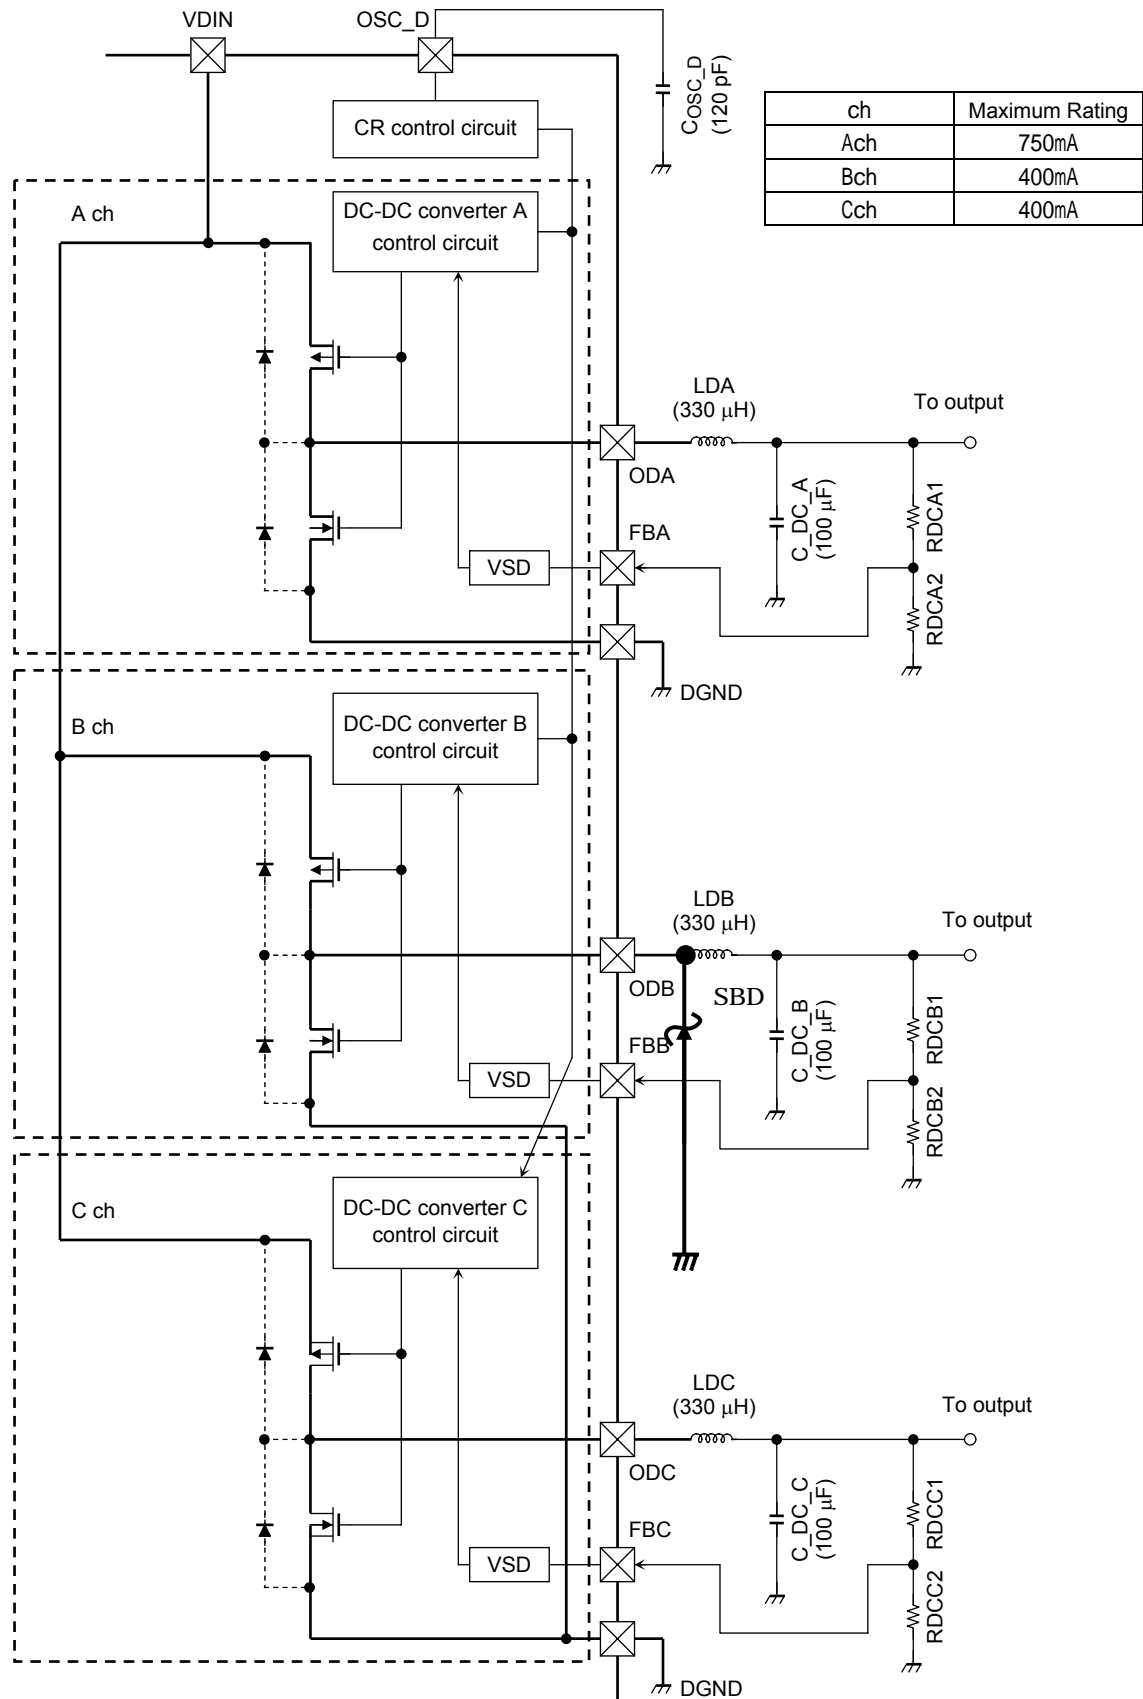 VDIN
OSC_D
COSC_D
(120 pF)
CR control circuit
ch Maximum Rating
Ach 750mA
Bch 400mA
Cch 400mA
A ch
DC-DC converter A
control circuit
LDA
(330 μH)
To output
ODA
C_DC_A
(100 μF)
RDCA1
FBA
VSD
RDCA2
DGND
B ch
DC-DC converter B
control circuit
LDB
(330 μH)
To output
ODB
SBD
C_DC_B
(100 μF)
RDCB1
FBB
VSD
RDCB2
C ch
DC-DC converter C
control circuit
LDC
(330 μH)
To output
ODC
C_DC_C
(100 μF)
RDCC1
FBC
VSD
RDCC2
DGND